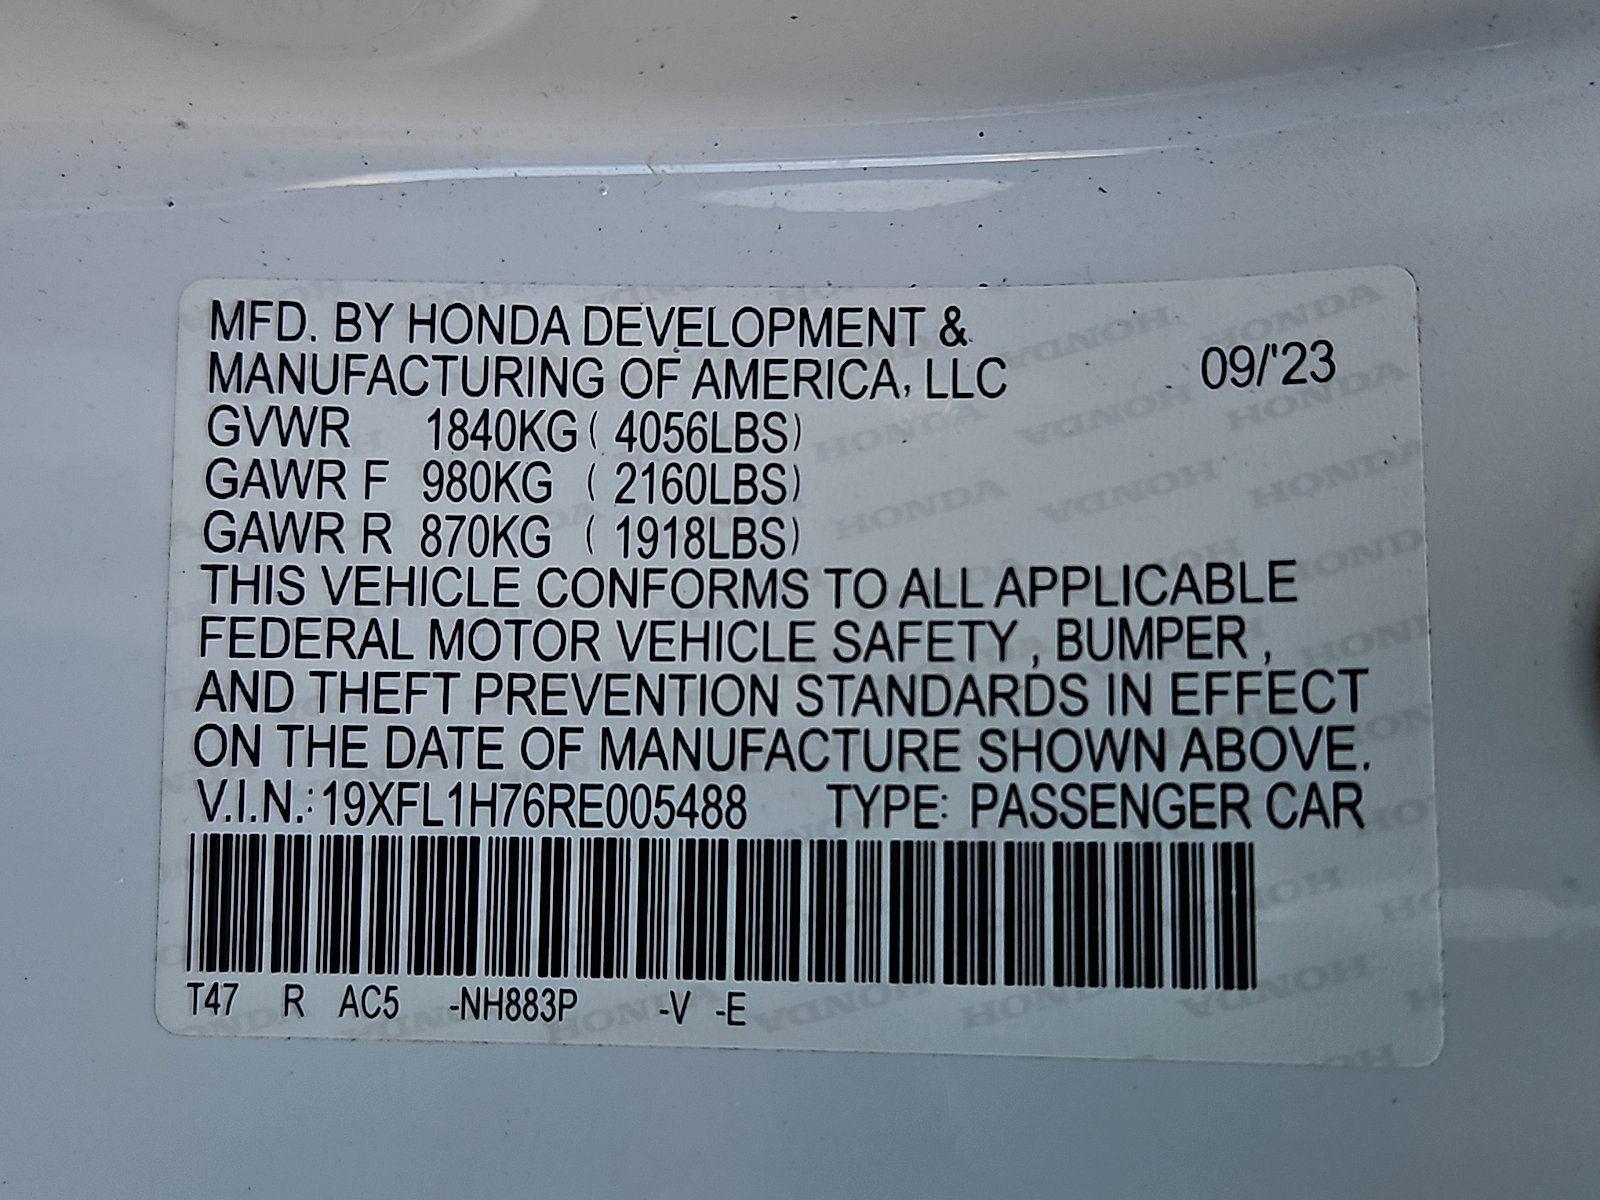 MFD. BY HONDA DEVELOPMENT &
MANUFACTURING OF AMERICA, LLC 09/'23
GVWR 1840KG ( 4056LBS)
GAWR F 980KG ( 2160LBS)
GAWR R 870KG ( 1918LBS)
THIS VEHICLE CONFORMS TO ALL APPLICABLE
FEDERAL MOTOR VEHICLE SAFETY , BUMPER ,
AND THEFT PREVENTION STANDARDS IN EFFECT
ON THE DATE OF MANUFACTURE SHOWN ABOVE.
V.I.N.: 19XFL1H76RE005488 TYPE: PASSENGER CAR
T47 R AC5 -NH883P -V -E